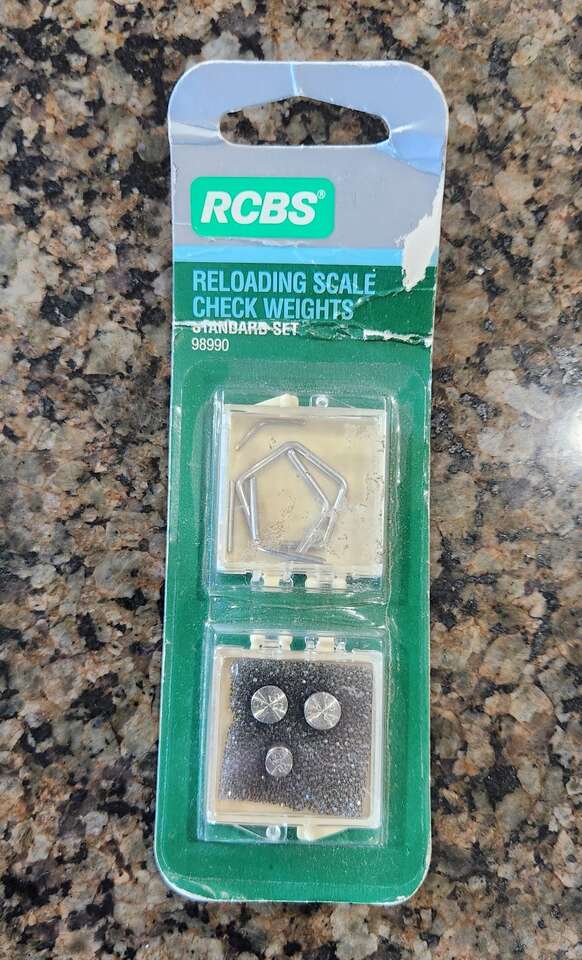 RCBS®
RELOADING SCALE
CHECK WEIGHTS
STANDARD SET
98990